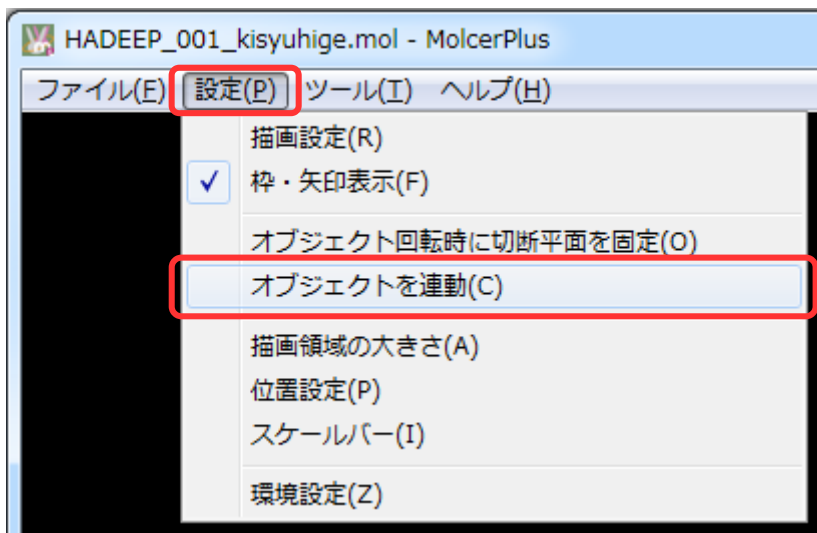 HADEEP_001_kisyuhige.mol - MolcerPlus
ファイル(F) 設定(P) ツール(T) ヘルプ(H)
描画設定(R)
枠・矢印表示(F)
オブジェクト回転時に切断平面を固定(O)
オブジェクトを連動(C)
描画領域の大きさ(A)
位置設定(P)
スケールバー(I)
環境設定(Z)